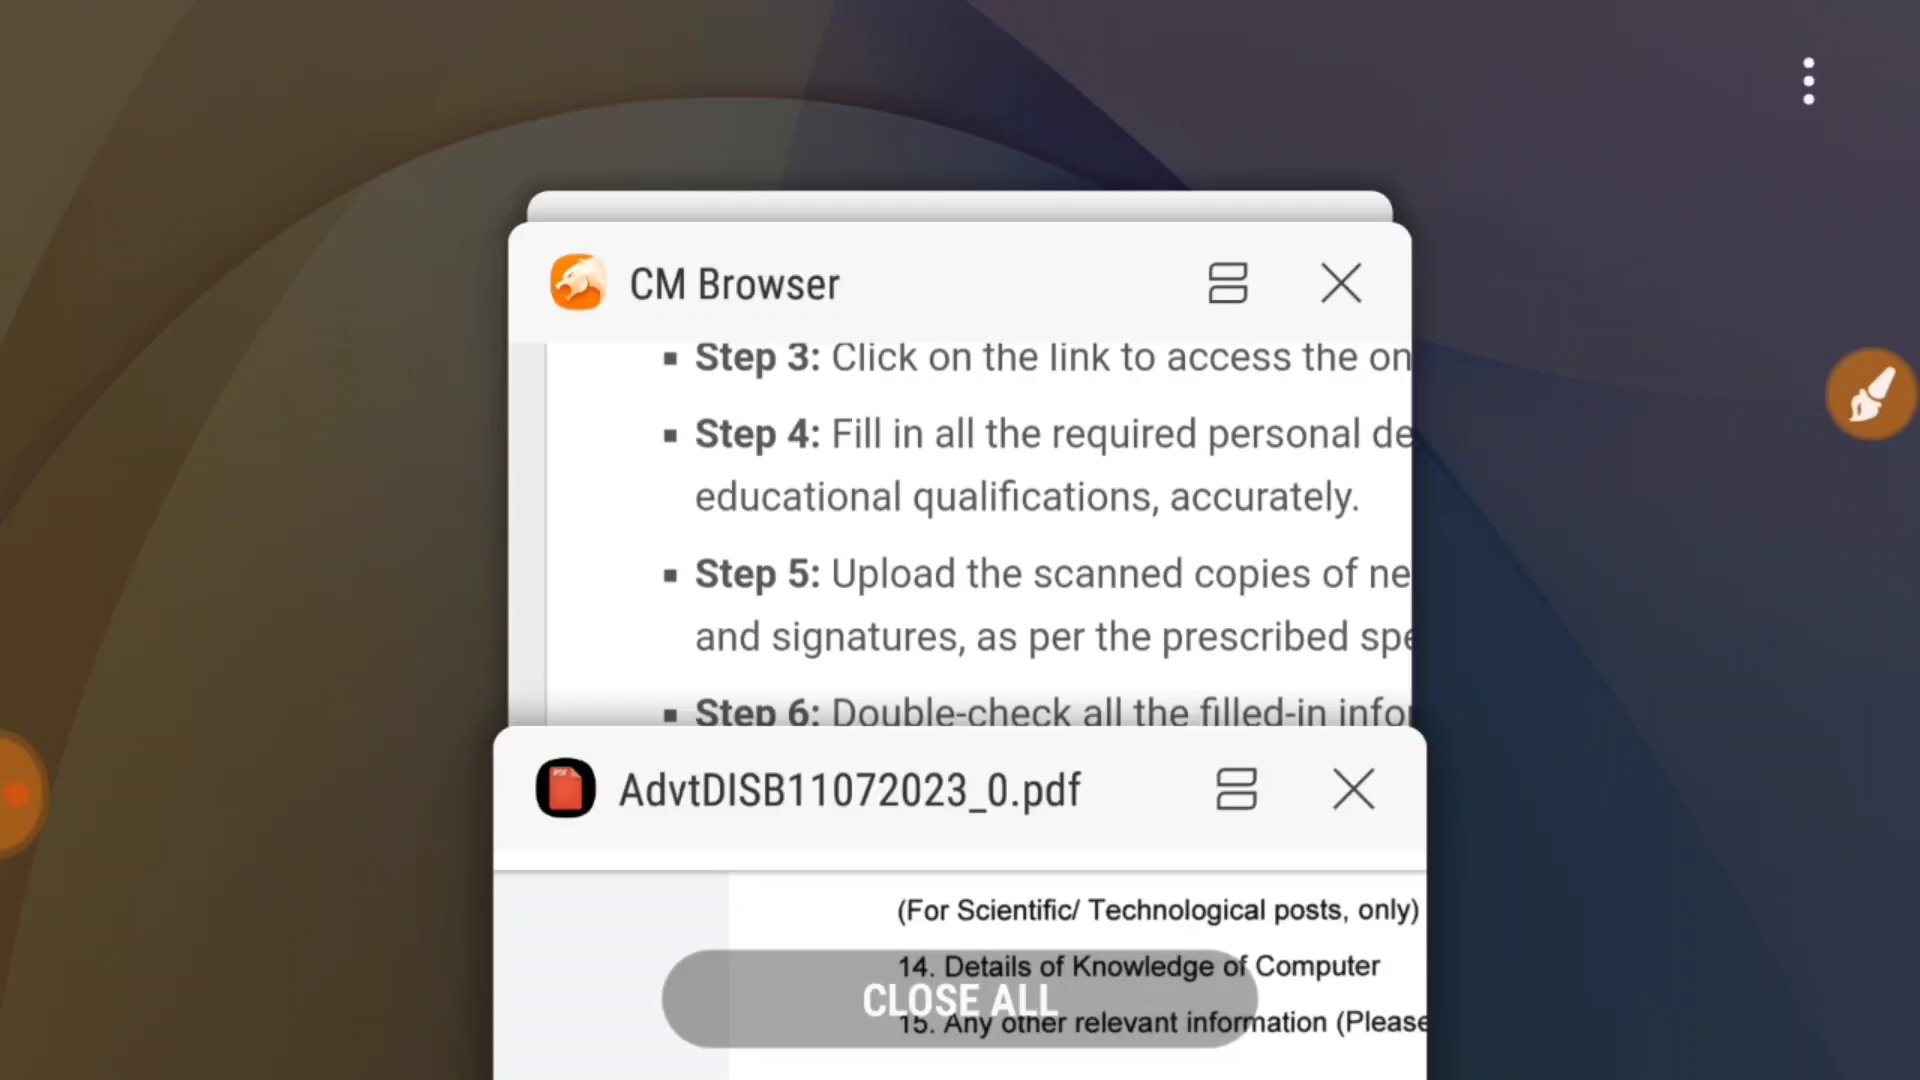 CM Browser
▪ Step 3: Click on the link to access the on
▪ Step 4: Fill in all the required personal de
educational qualifications, accurately.
▪ Step 5: Upload the scanned copies of ne
and signatures, as per the prescribed spe
▪ Step 6: Double-check all the filled-in info
AdvtDISB11072023_0.pdf
(For Scientific/ Technological posts, only)
14. Details of Knowledge of Computer
CLOSE ALL
15. Any other relevant information (Please